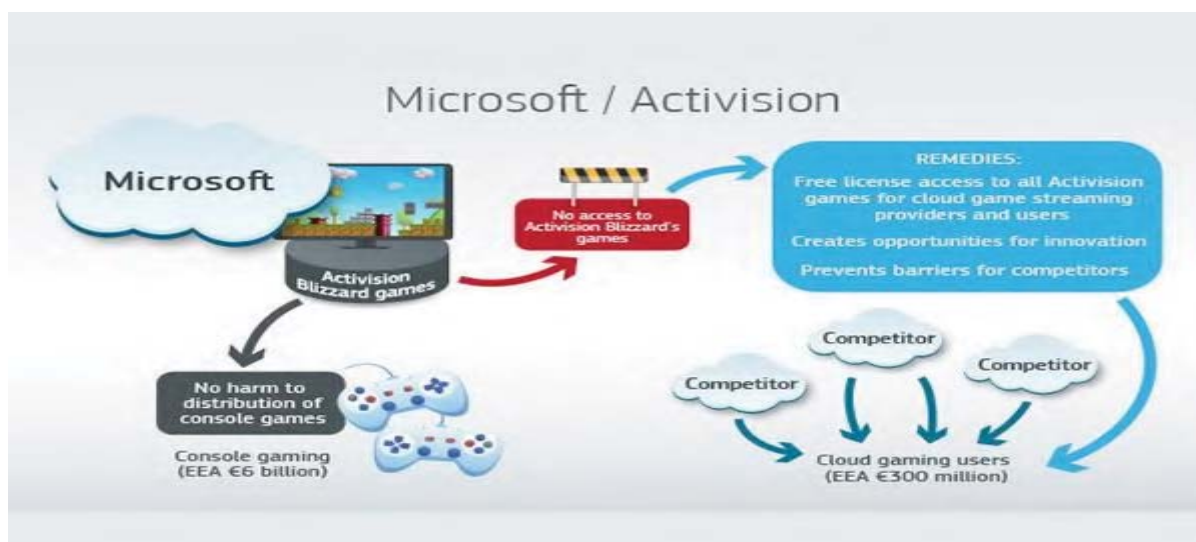 Microsoft / Activision
Microsoft
Activision
Blizzard games
No access to
Activision Blizzard's
games
REMEDIES:
Free license access to all Activision
games for cloud game streaming
providers and users
Creates opportunities for innovation
Prevents barriers for competitors
No harm to
distribution of
console games
Console gaming
(EEA €6 billion)
Competitor
Competitor
Competitor
Cloud gaming users
(EEA €300 million)